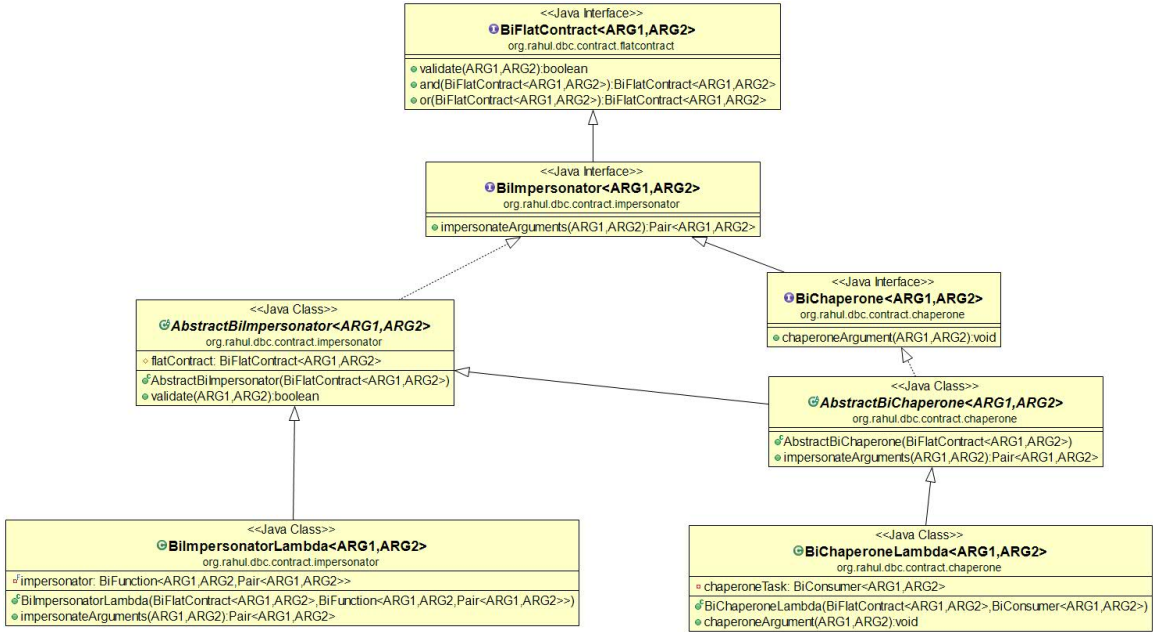 <<Java Interface>>
BiFlatContract<ARG1,ARG2>
org.rahul.dbc.contract.flatcontract
validate(ARG1,ARG2):boolean
and(BiFlatContract<ARG1,ARG2>):BiFlatContract<ARG1,ARG2>
or(BiFlatContract<ARG1,ARG2>):BiFlatContract<ARG1,ARG2>
<<Java Interface>>
BiImpersonator<ARG1,ARG2>
org.rahul.dbc.contract.impersonator
impersonateArguments(ARG1,ARG2):Pair<ARG1,ARG2>
<<Java Interface>>
BiChaperone<ARG1,ARG2>
org.rahul.dbc.contract.chaperone
chaperoneArgument(ARG1,ARG2):void
<<Java Class>>
AbstractBiImpersonator<ARG1,ARG2>
org.rahul.dbc.contract.impersonator
flatContract: BiFlatContract<ARG1,ARG2>
AbstractBiImpersonator(BiFlatContract<ARG1,ARG2>)
validate(ARG1,ARG2):boolean
<<Java Class>>
AbstractBiChaperone<ARG1,ARG2>
org.rahul.dbc.contract.chaperone
AbstractBiChaperone(BiFlatContract<ARG1,ARG2>)
impersonateArguments(ARG1,ARG2):Pair<ARG1,ARG2>
<<Java Class>>
BiImpersonatorLambda<ARG1,ARG2>
org.rahul.dbc.contract.impersonator
impersonator: BiFunction<ARG1,ARG2,Pair<ARG1,ARG2>>
BiImpersonatorLambda(BiFlatContract<ARG1,ARG2>,BiFunction<ARG1,ARG2,Pair<ARG1,ARG2>>)
impersonateArguments(ARG1,ARG2):Pair<ARG1,ARG2>
<<Java Class>>
BiChaperoneLambda<ARG1,ARG2>
org.rahul.dbc.contract.chaperone
chaperoneTask: BiConsumer<ARG1,ARG2>
BiChaperoneLambda(BiFlatContract<ARG1,ARG2>,BiConsumer<ARG1,ARG2>)
chaperoneArgument(ARG1,ARG2):void